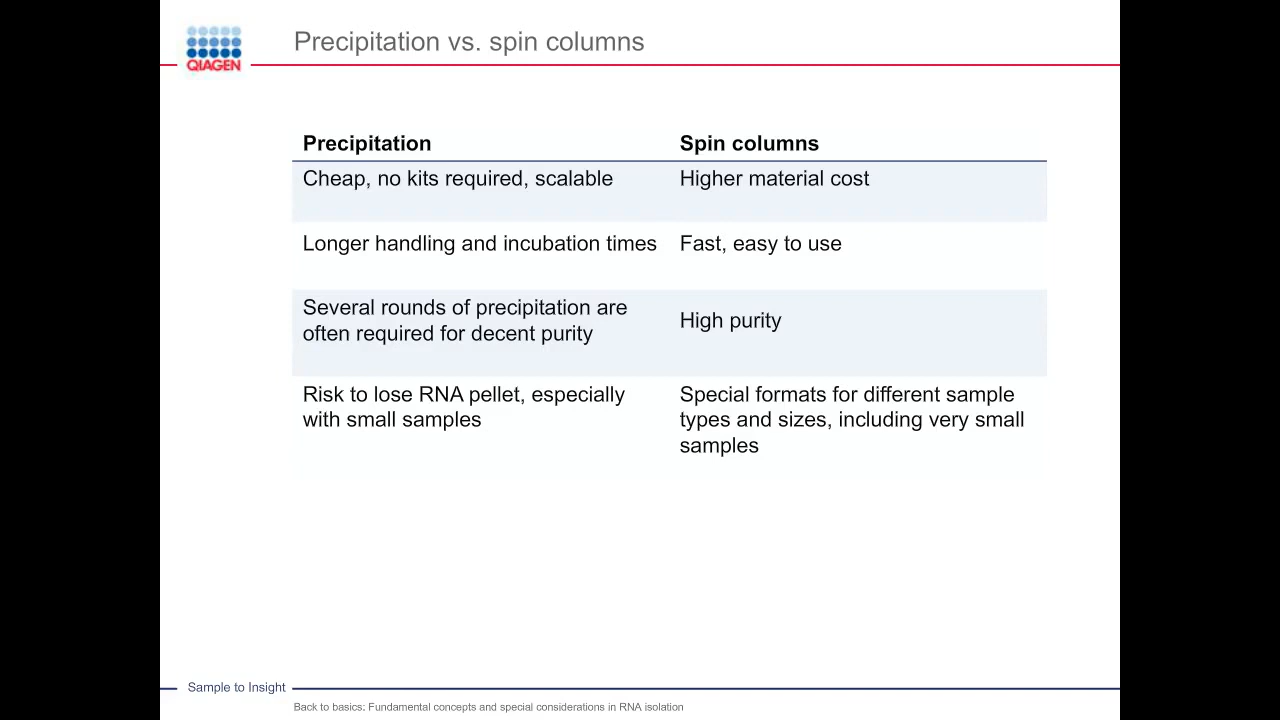 QIAGEN
Precipitation vs. spin columns
Precipitation
Spin columns
Cheap, no kits required, scalable
Higher material cost
Longer handling and incubation times
Fast, easy to use
Several rounds of precipitation are
often required for decent purity
High purity
Risk to lose RNA pellet, especially
with small samples
Special formats for different sample
types and sizes, including very small
samples
Sample to Insight
Back to basics: Fundamental concepts and special considerations in RNA isolation